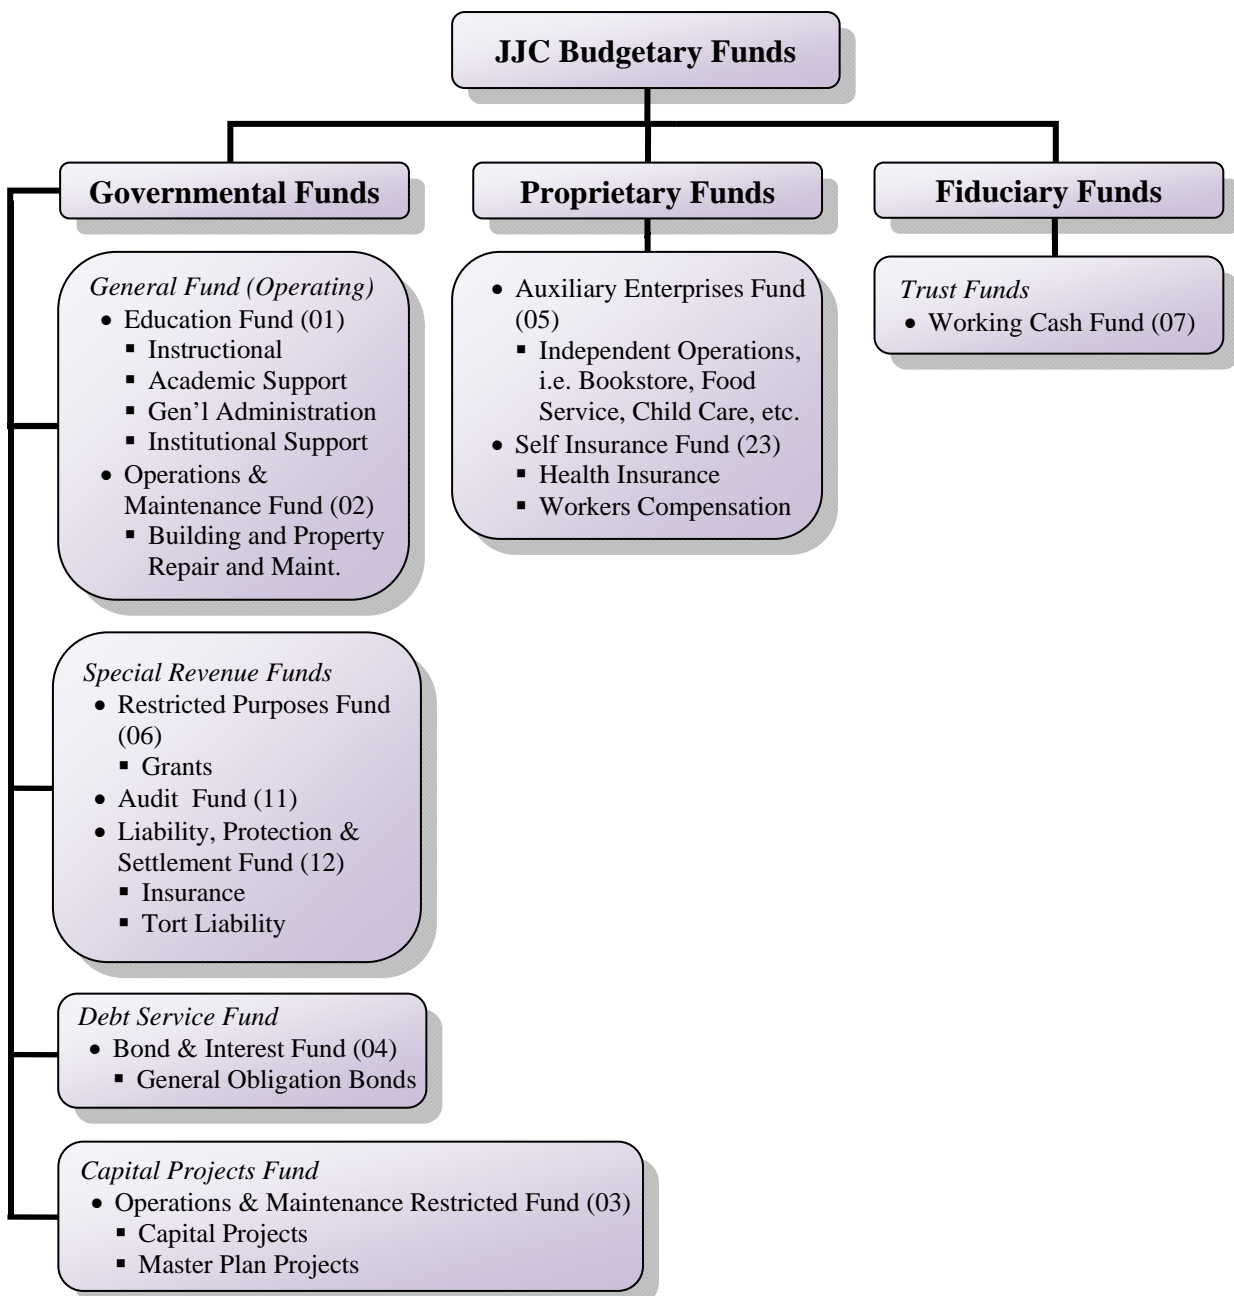 JJC Budgetary Funds
Governmental Funds
General Fund (Operating)
• Education Fund (01)
▪ Instructional
▪ Academic Support
▪ Gen’l Administration
▪ Institutional Support
• Operations &
Maintenance Fund (02)
▪ Building and Property
Repair and Maint.
Special Revenue Funds
• Restricted Purposes Fund
(06)
▪ Grants
• Audit  Fund (11)
• Liability, Protection &
Settlement Fund (12)
▪ Insurance
▪ Tort Liability
Debt Service Fund
• Bond & Interest Fund (04)
▪ General Obligation Bonds
Capital Projects Fund
• Operations & Maintenance Restricted Fund (03)
▪ Capital Projects
▪ Master Plan Projects
Proprietary Funds
• Auxiliary Enterprises Fund
(05)
▪ Independent Operations,
i.e. Bookstore, Food
Service, Child Care, etc.
• Self Insurance Fund (23)
▪ Health Insurance
▪ Workers Compensation
Fiduciary Funds
Trust Funds
• Working Cash Fund (07)